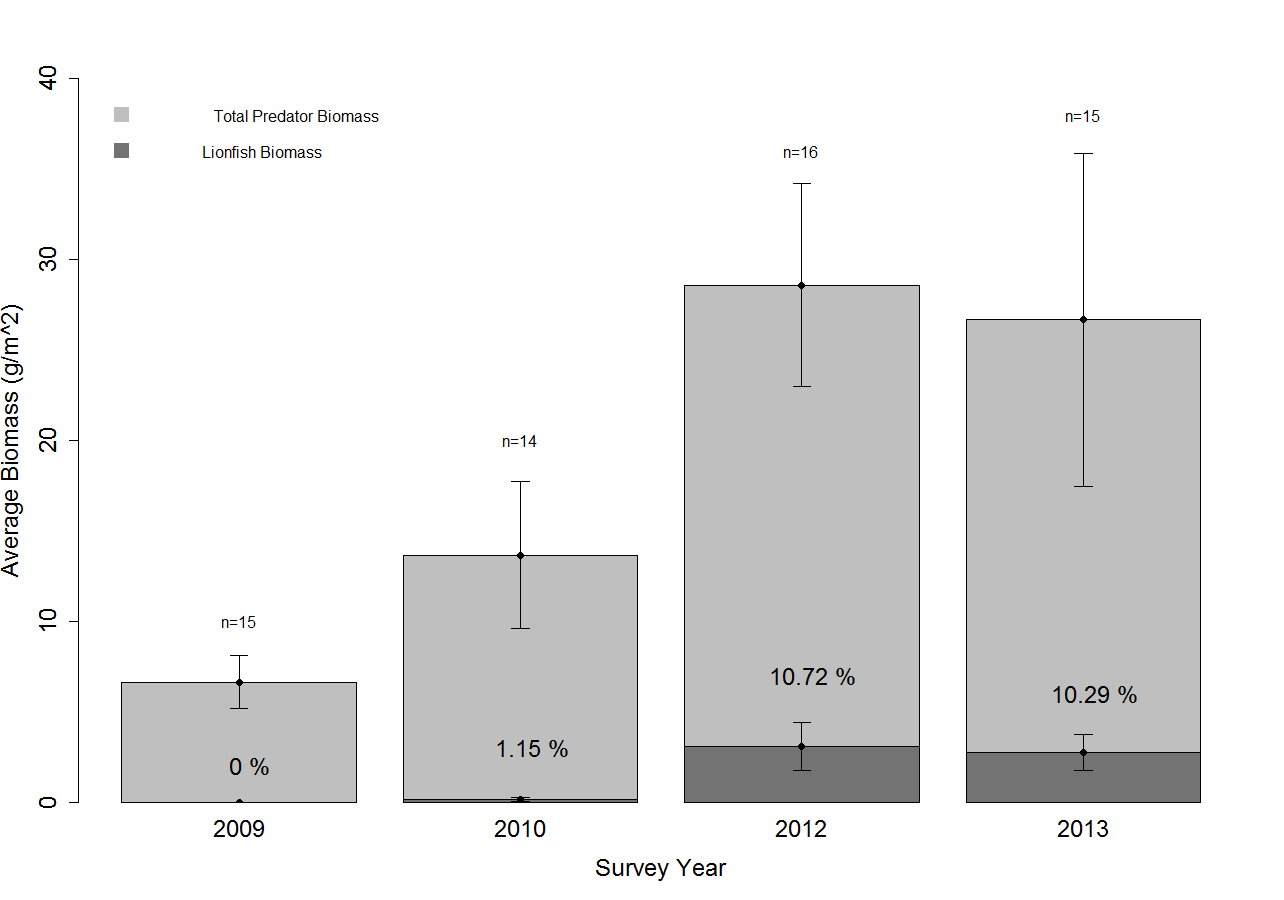 40
30
20
10
0
Average Biomass (g/m^2)
Total Predator Biomass
Lionfish Biomass
n=15
n=14
n=16
n=15
0 %
1.15 %
10.72 %
10.29 %
2009
2010
2012
2013
Survey Year